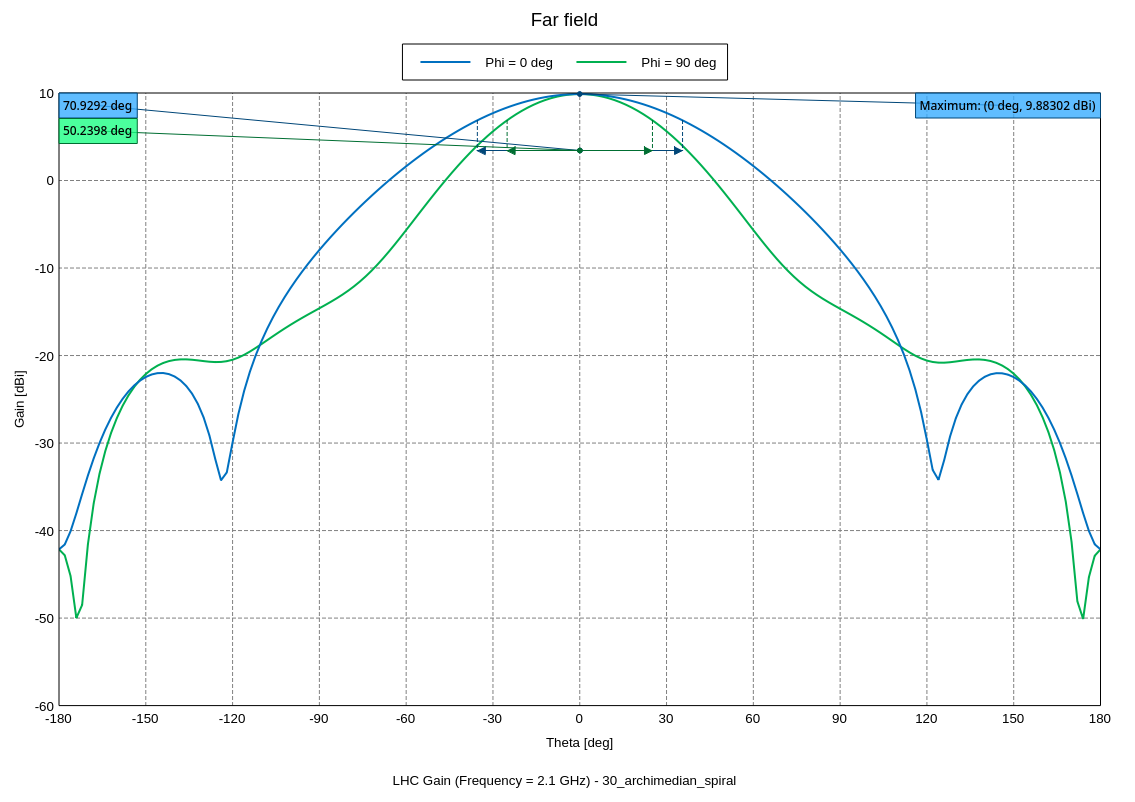 Far field
Phi = 0 deg
Phi = 90 deg
70.9292 deg
50.2398 deg
Maximum: (0 deg, 9.88302 dBi)
Gain [dBi]
10
0
-10
-20
-30
-40
-50
-60
-180 -150 -120 -90 -60 -30 0 30 60 90 120 150 180
Theta [deg]
LHC Gain (Frequency = 2.1 GHz) - 30_archimedian_spiral